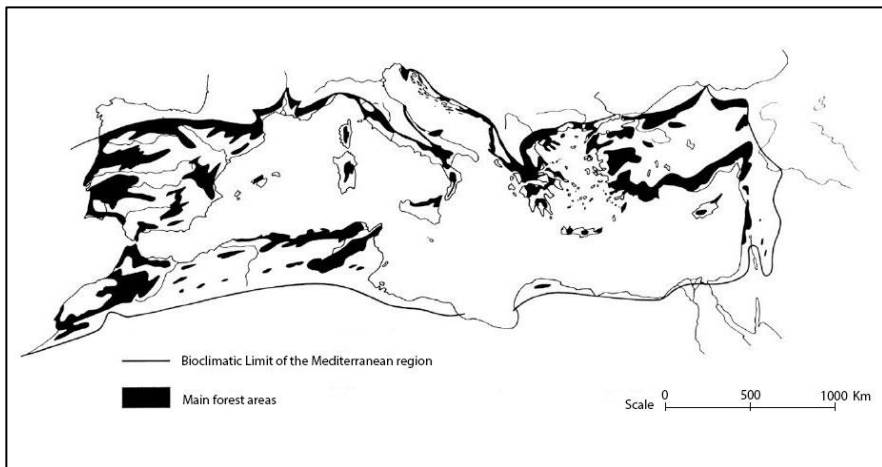 Bioclimatic Limit of the Mediterranean region
Main forest areas
Scale 0 500 1000 Km